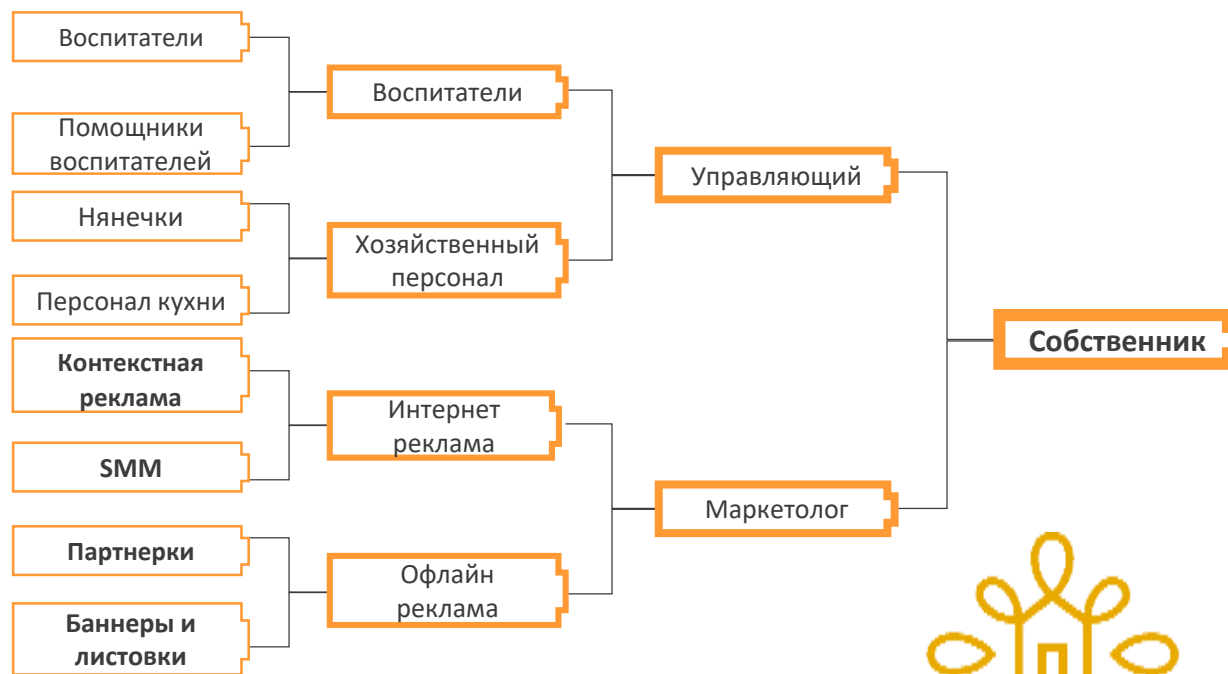 Воспитатели
Помощники
воспитателей
Нянечки
Персонал кухни
Контекстная
реклама
SMM
Партнерки
Баннеры и
листовки
Воспитатели
Хозяйственный
персонал
Интернет
реклама
Офлайн
реклама
Управляющий
Маркетолог
Собственник